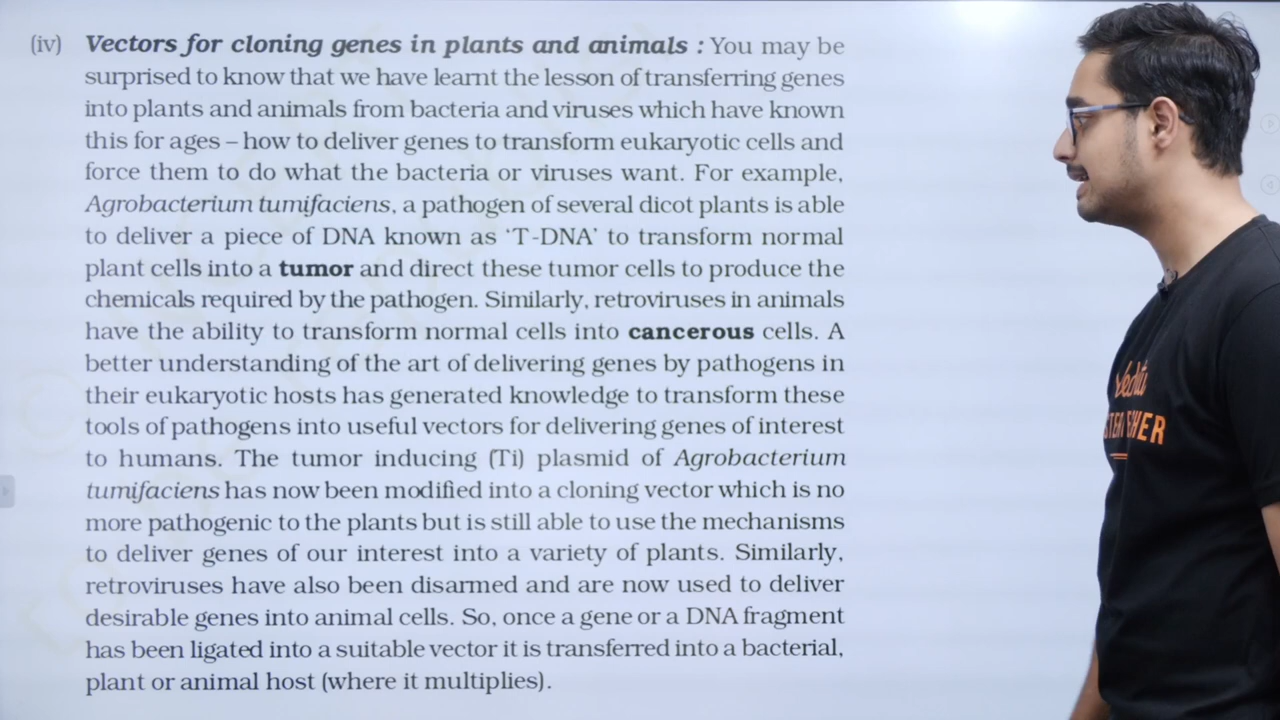 (iv) Vectors for cloning genes in plants and animals : You may be
surprised to know that we have learnt the lesson of transferring genes
into plants and animals from bacteria and viruses which have known
this for ages – how to deliver genes to transform eukaryotic cells and
force them to do what the bacteria or viruses want. For example,
Agrobacterium tumifaciens, a pathogen of several dicot plants is able
to deliver a piece of DNA known as ‘T-DNA’ to transform normal
plant cells into a tumor and direct these tumor cells to produce the
chemicals required by the pathogen. Similarly, retroviruses in animals
have the ability to transform normal cells into cancerous cells. A
better understanding of the art of delivering genes by pathogens in
their eukaryotic hosts has generated knowledge to transform these
tools of pathogens into useful vectors for delivering genes of interest
to humans. The tumor inducing (Ti) plasmid of Agrobacterium
tumifaciens has now been modified into a cloning vector which is no
more pathogenic to the plants but is still able to use the mechanisms
to deliver genes of our interest into a variety of plants. Similarly,
retroviruses have also been disarmed and are now used to deliver
desirable genes into animal cells. So, once a gene or a DNA fragment
has been ligated into a suitable vector it is transferred into a bacterial,
plant or animal host (where it multiplies).